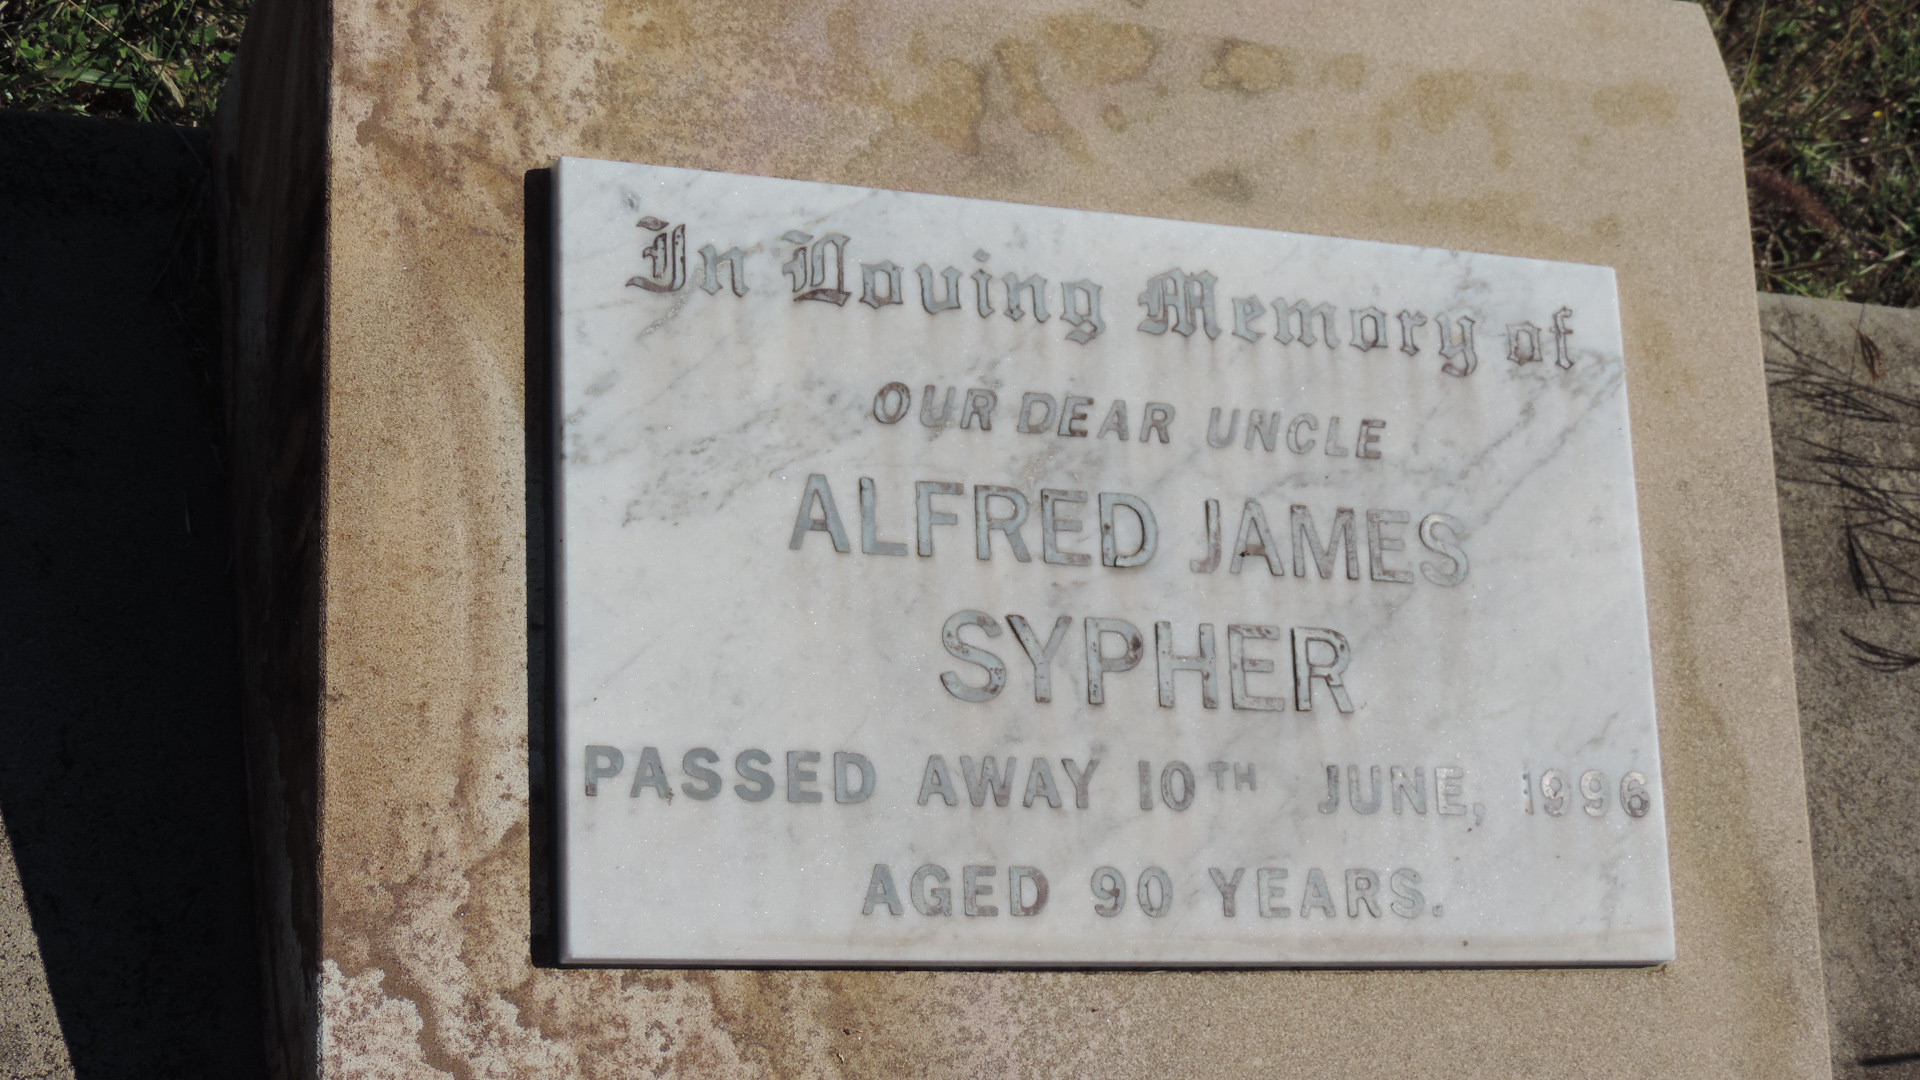 In Loving Memory of
OUR DEAR UNCLE
ALFRED JAMES
SYPHER
PASSED AWAY 10TH JUNE, 1996
AGED 90 YEARS.